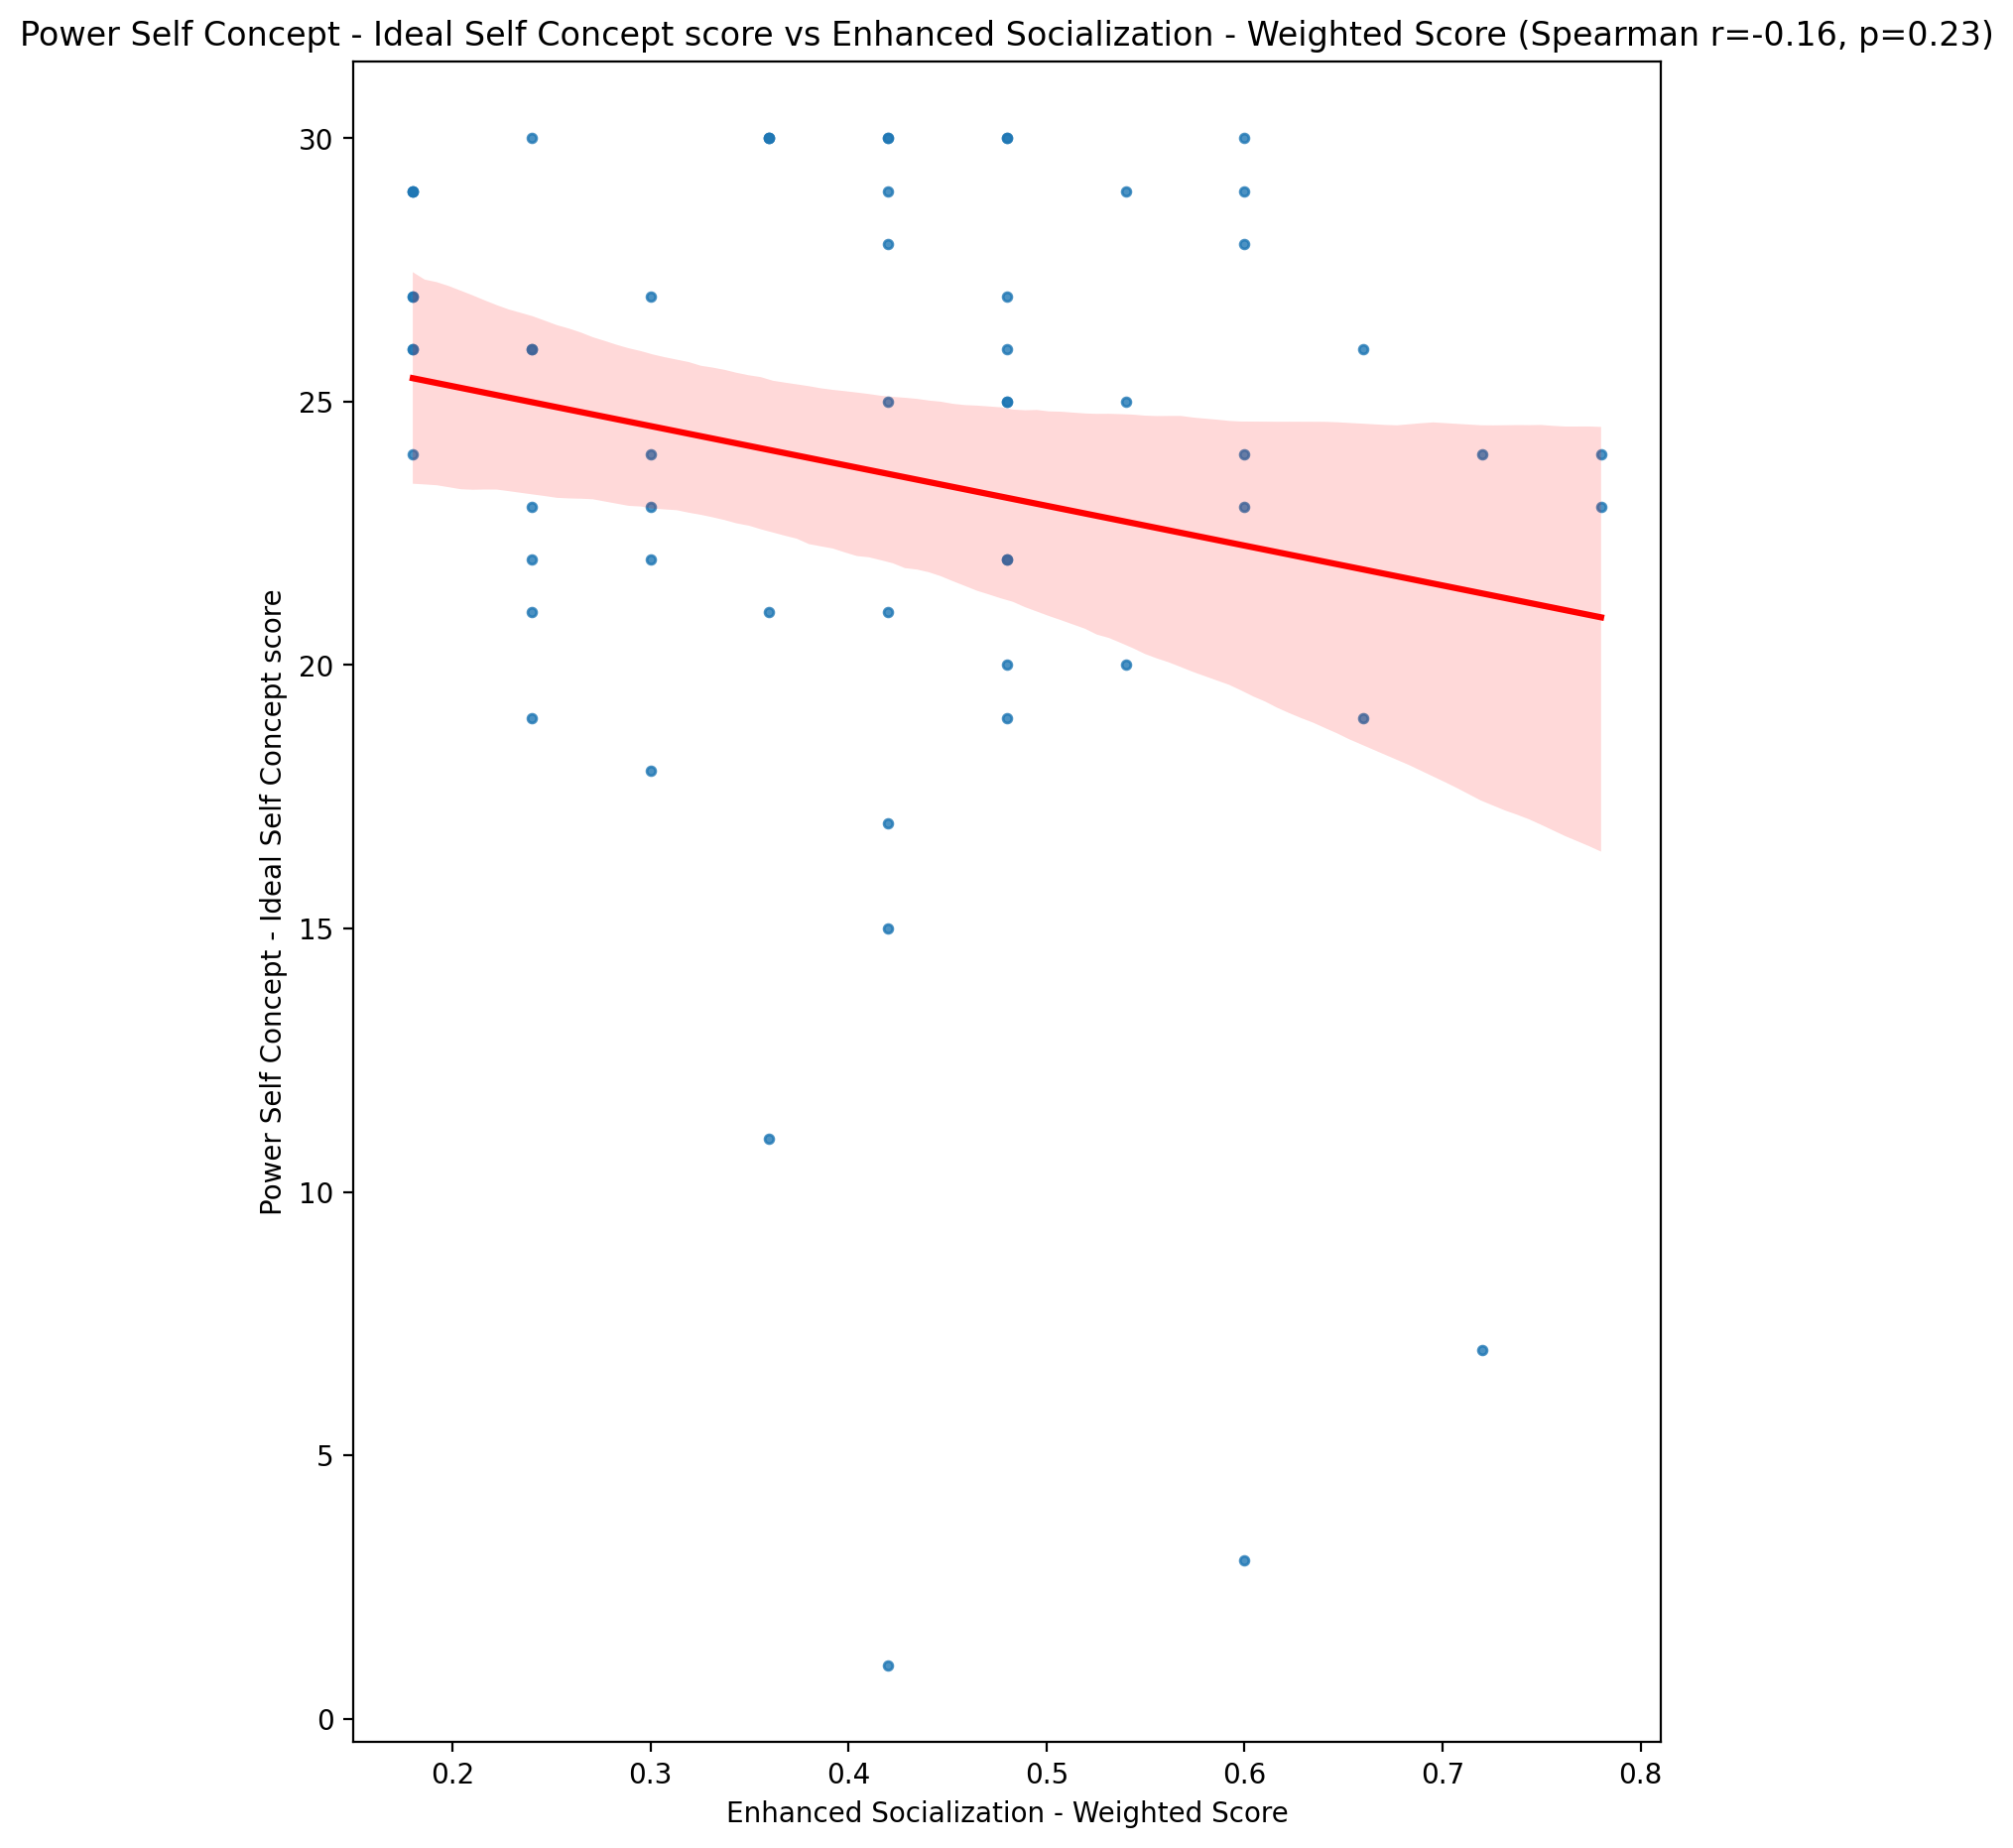 Power Self Concept - Ideal Self Concept score vs Enhanced Socialization - Weighted Score (Spearman r=-0.16, p=0.23)
Power Self Concept - Ideal Self Concept score
30
25
20
15
10
5
0
0.2 0.3 0.4 0.5 0.6 0.7 0.8
Enhanced Socialization - Weighted Score